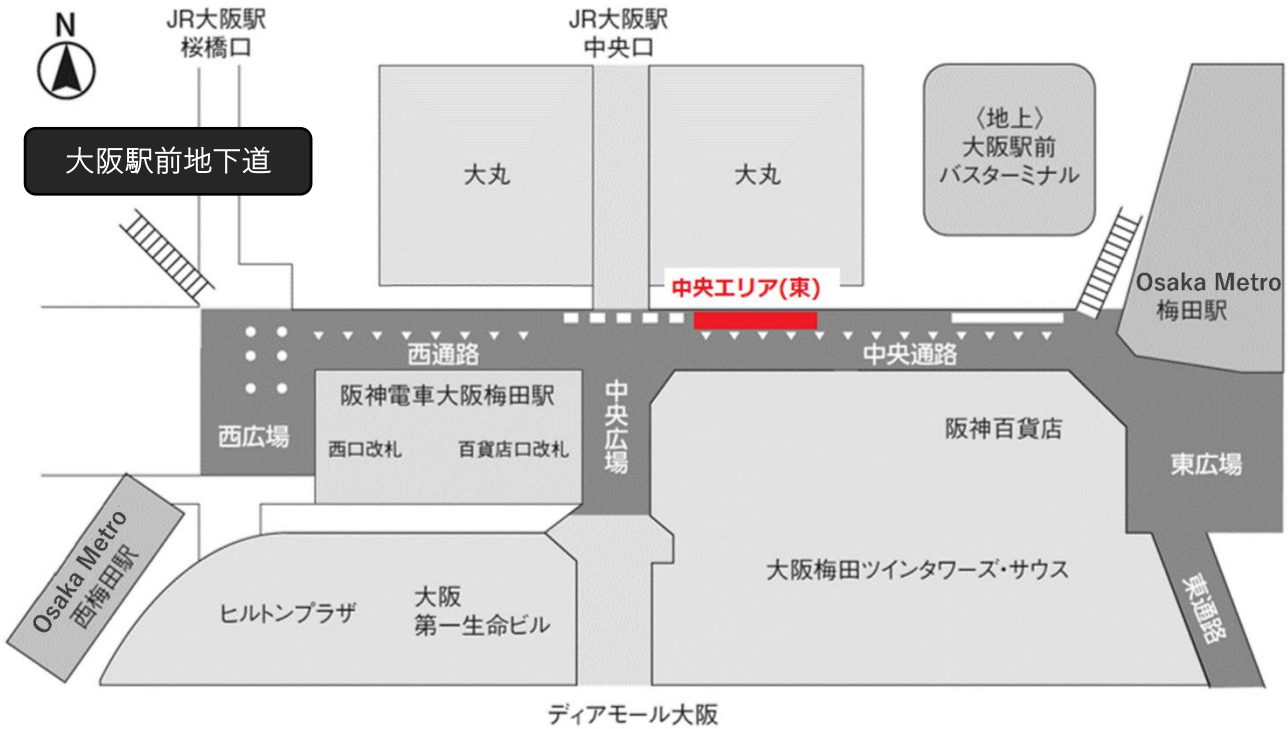 N
JR大阪駅
桜橋口
JR大阪駅
中央口
大阪駅前地下道
大丸
大丸
〈地上〉
大阪駅前
バスターミナル
Osaka Metro
梅田駅
中央エリア(東)
西通路
中央通路
阪神電車大阪梅田駅
西口改札
百貨店口改札
西広場
中央広場
阪神百貨店
東広場
Osaka Metro
西梅田駅
ヒルトンプラザ
大阪
第一生命ビル
大阪梅田ツインタワーズ・サウス
東通路
ディアモール大阪